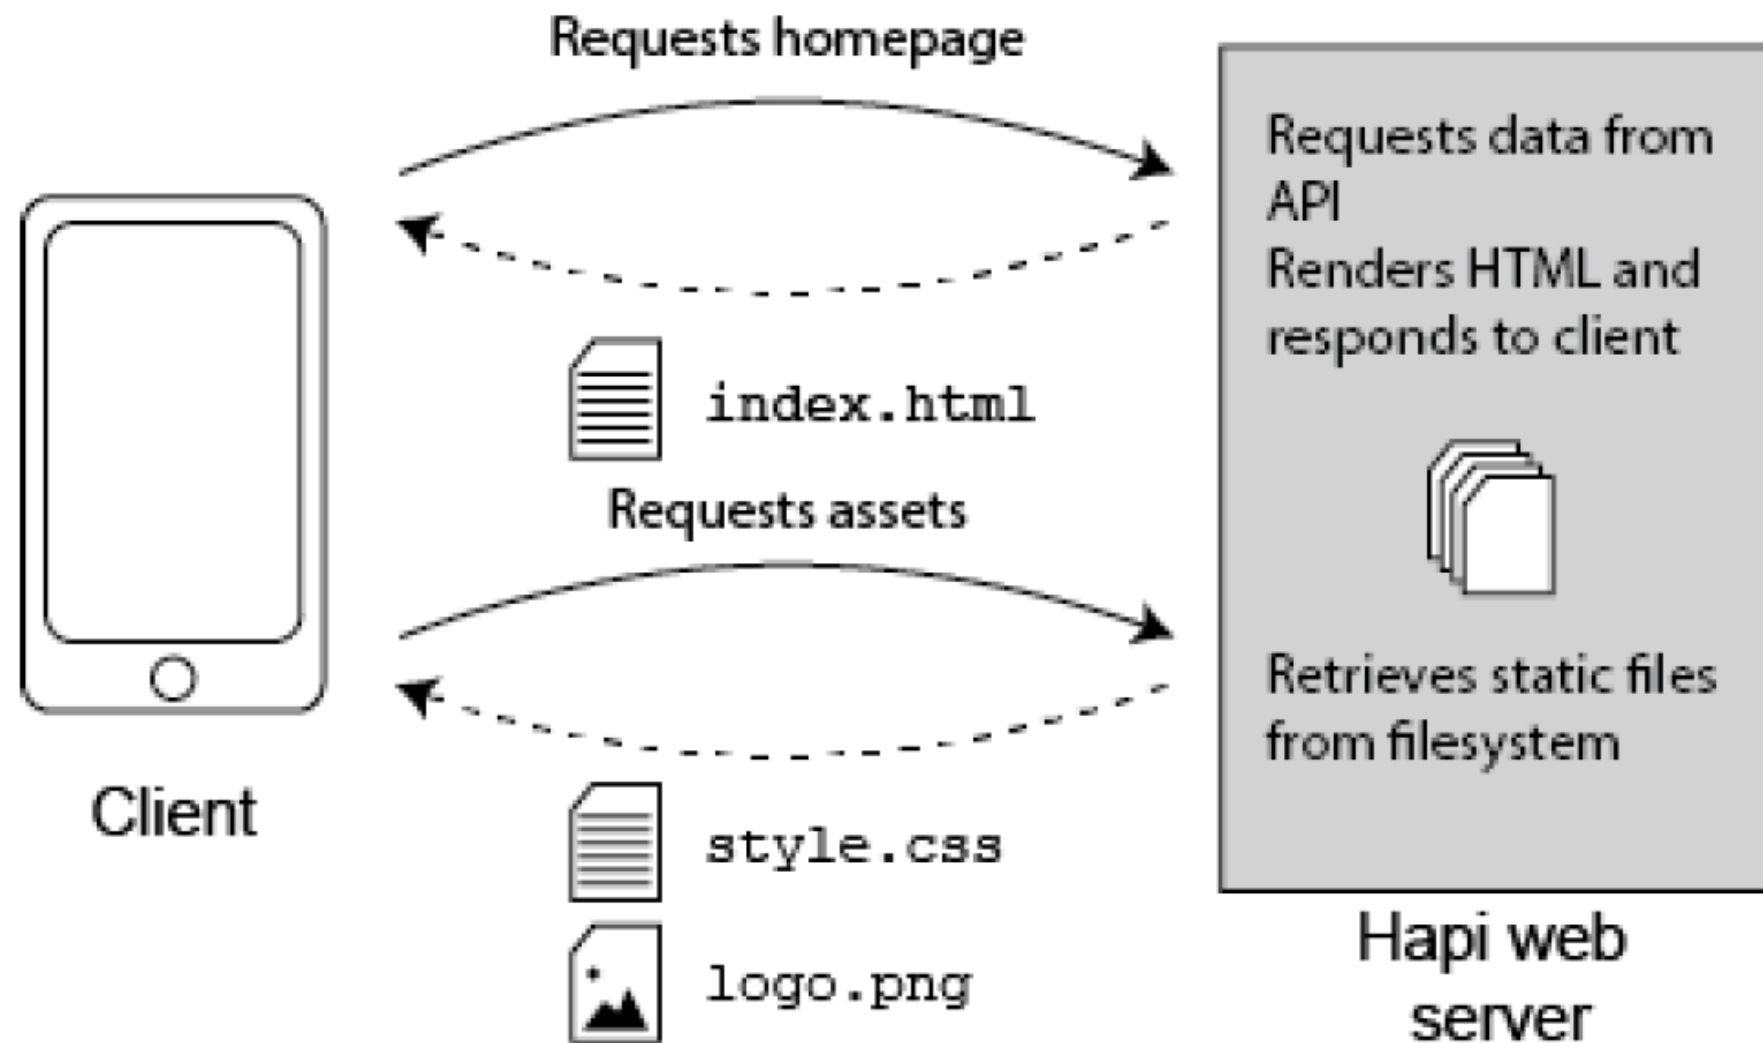 Requests homepage
Requests data from
API
Renders HTML and
responds to client
index.html
Requests assets
Retrieves static files
from filesystem
Client
style.css
logo.png
Hapi web
server